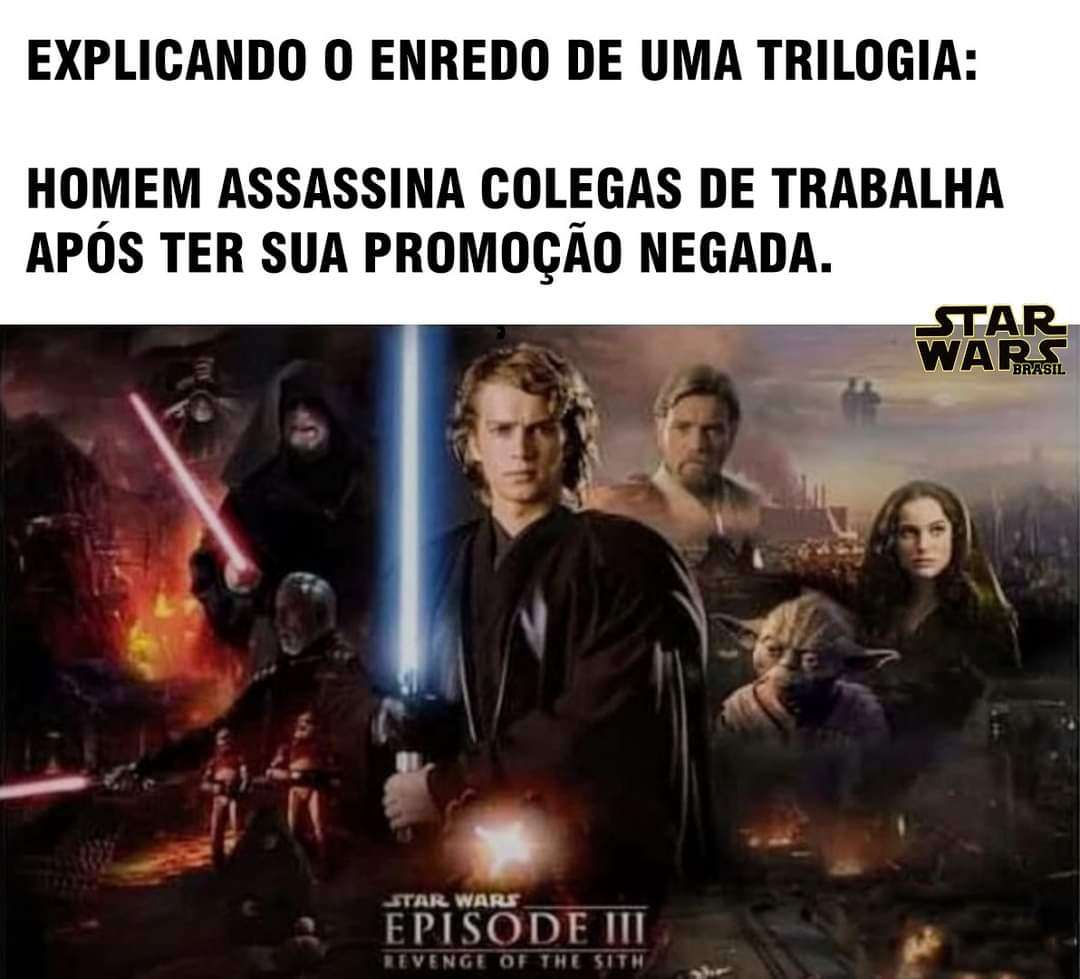 EXPLICANDO O ENREDO DE UMA TRILOGIA:
HOMEM ASSASSINA COLEGAS DE TRABALHA
APÓS TER SUA PROMOÇÃO NEGADA.
STAR
WARS
BRASIL
STAR WARS
EPISODE III
REVENGE OF THE SITH